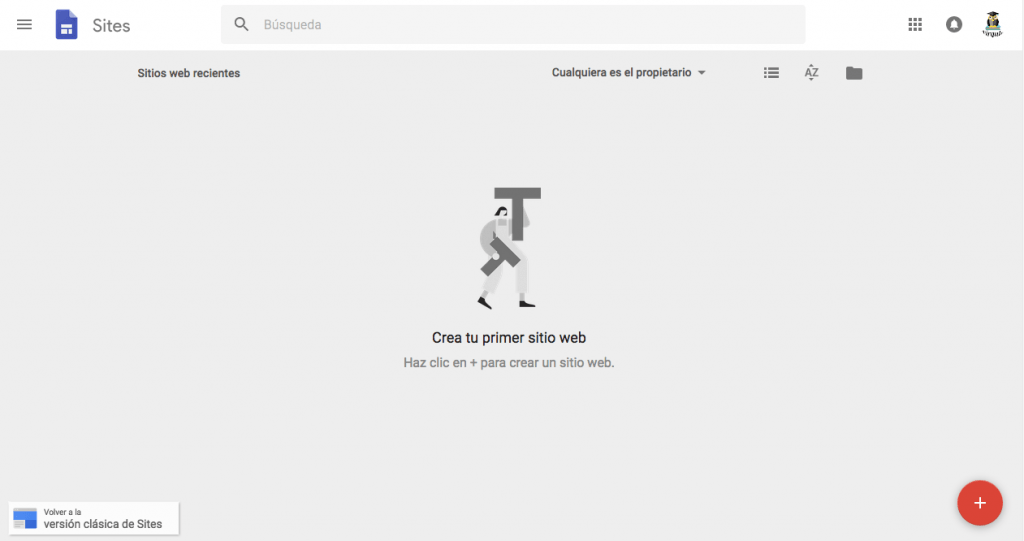 Sites
Búsqueda
Sitios web recientes
Cualquiera es el propietario
AZ
Crea tu primer sitio web
Haz clic en + para crear un sitio web.
Volver a la
versión clásica de Sites
+